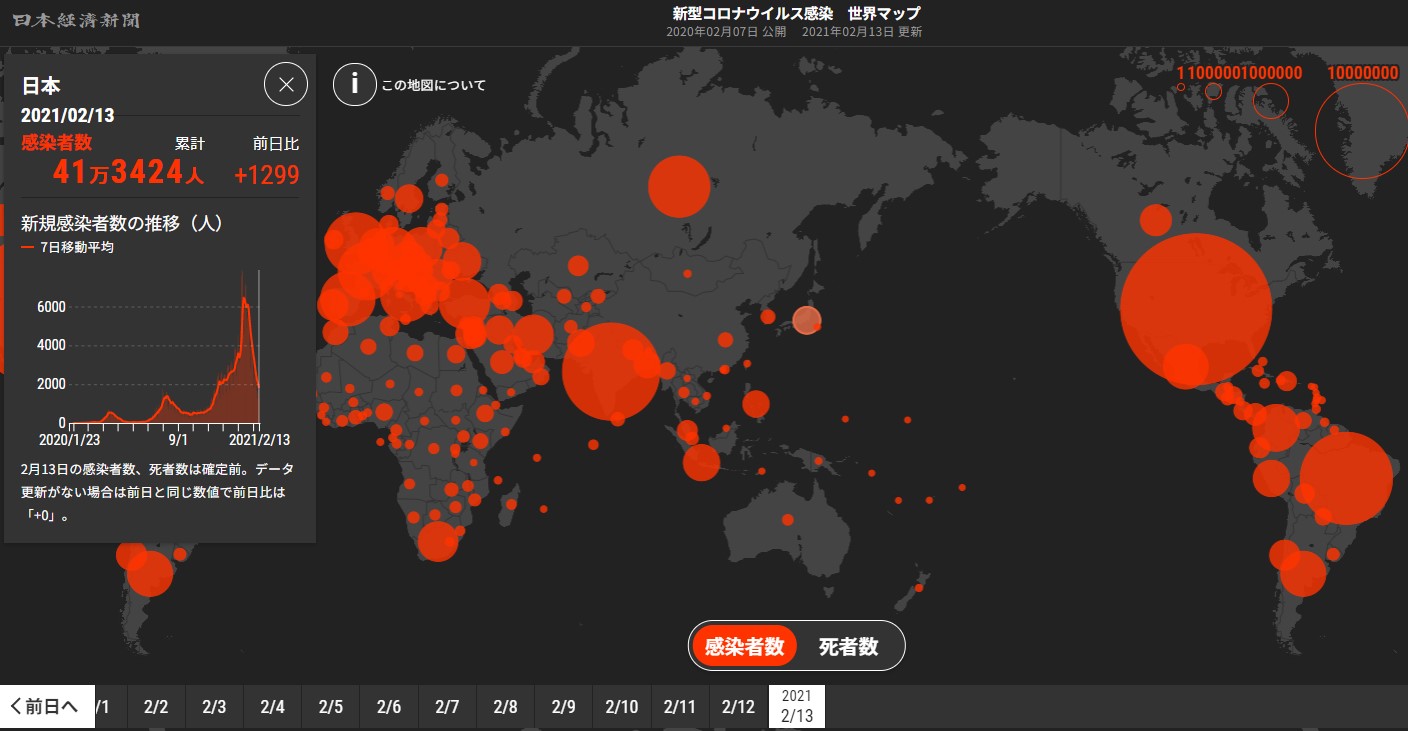 日本経済新聞
新型コロナウイルス感染 世界マップ
2020年02月07日 公開 2021年02月13日 更新
日本
2021/02/13
感染者数 累計 前日比
41万3424人 +1299
新規感染者数の推移（人）
7日移動平均
6000
4000
2000
0
2020/1/23 9/1 2021/2/13
2月13日の感染者数、死者数は確定前。データ
更新がない場合は前日と同じ数値で前日比は
「+0」。
i この地図について
1 1000001000000 10000000
感染者数 死者数
前日へ /1 2/2 2/3 2/4 2/5 2/6 2/7 2/8 2/9 2/10 2/11 2/12 2021
2/13